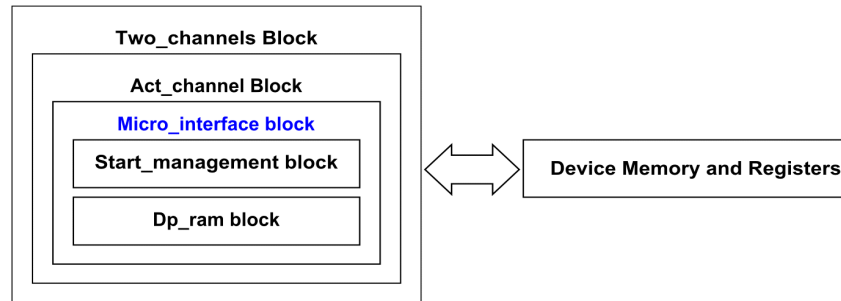 Two_channels Block
Act_channel Block
Micro_interface block
Start_management block
Dp_ram block
Device Memory and Registers